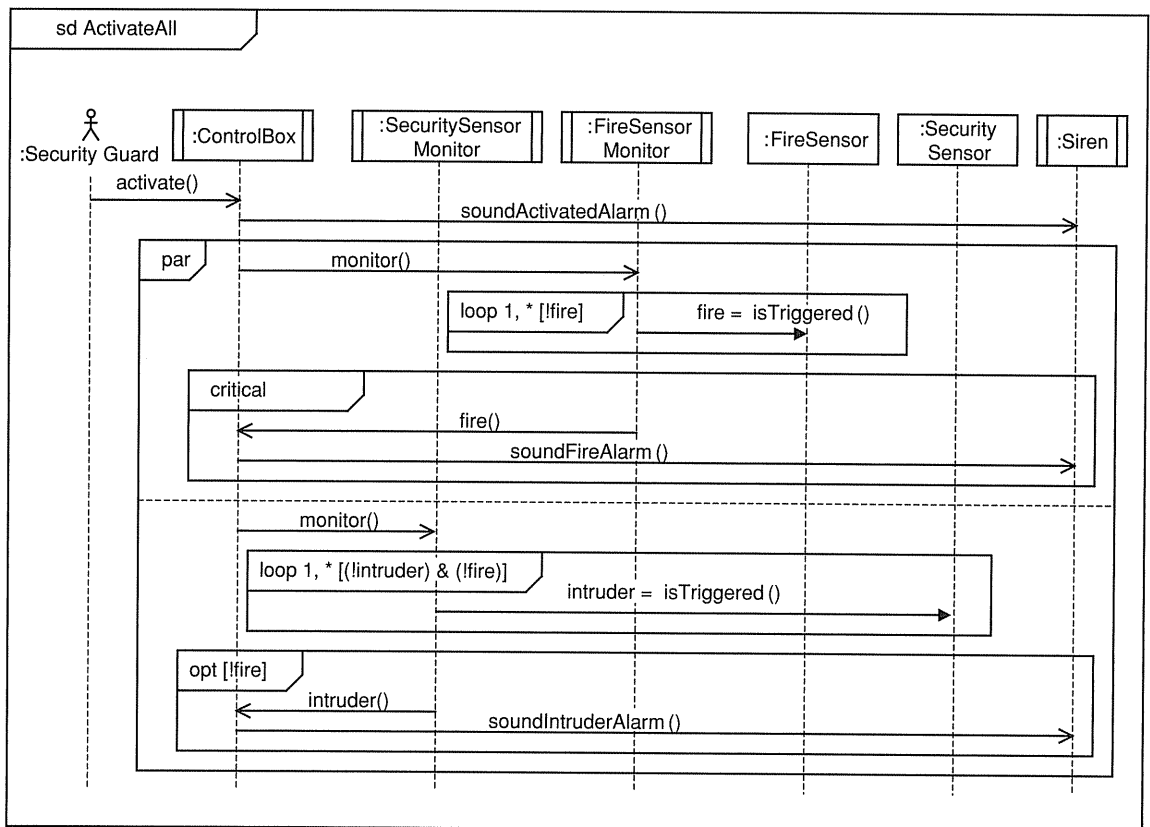 sd ActivateAll
:Security Guard
:ControlBox
:SecuritySensor
Monitor
:FireSensor
Monitor
:FireSensor
:Security
Sensor
:Siren
activate()
soundActivatedAlarm ()
par
monitor()
loop 1, * [!fire]
fire = isTriggered ()
critical
fire()
soundFireAlarm ()
monitor()
loop 1, * [(!intruder) & (!fire)]
intruder = isTriggered ()
opt [!fire]
intruder()
soundIntruderAlarm ()